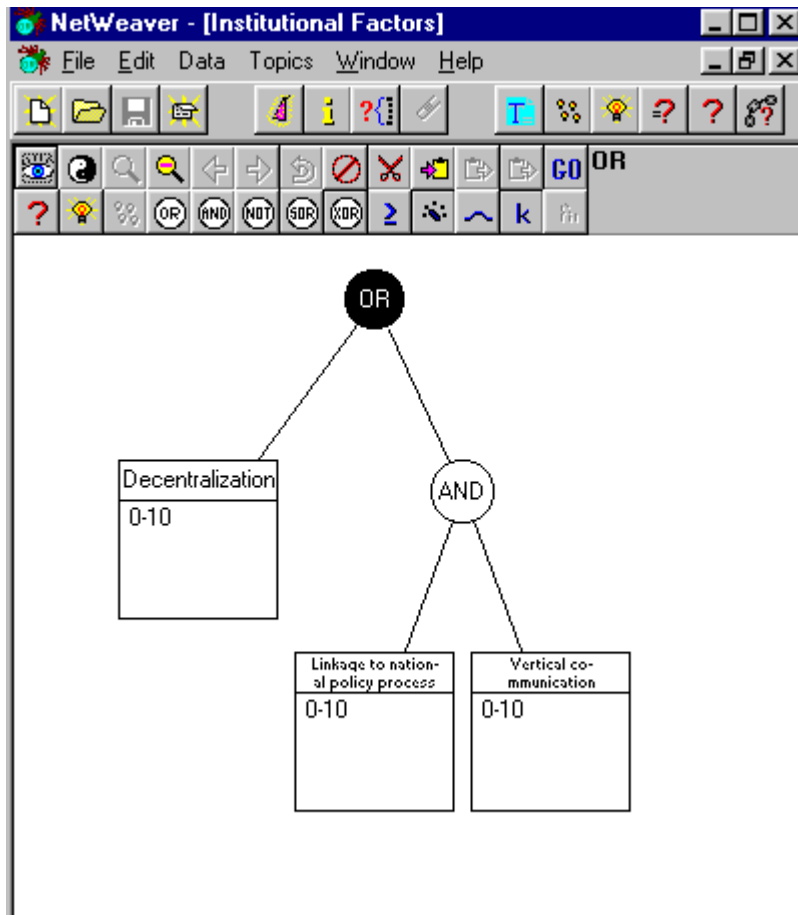 NetWeaver - [Institutional Factors]
File Edit Data Topics Window Help
T
GO OR
OR AND NOT SOR XOR k
OR
Decentralization
0-10
AND
Linkage to nation-
al policy process
0-10
Vertical co-
mmunication
0-10